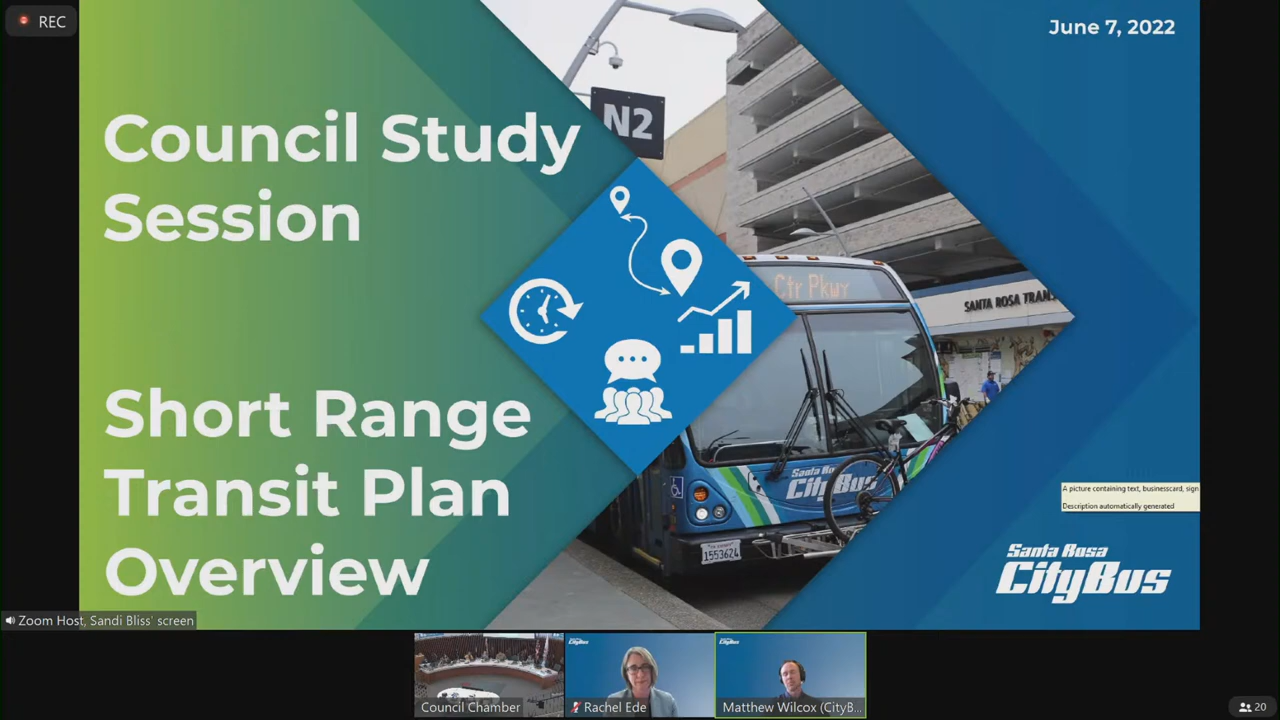 REC
June 7, 2022
Council Study
Session
N2
Ctr Pkwy
SANTA ROSA TRANS
Short Range
Transit Plan
Overview
Santa Rosa
CityBus
1553624
A picture containing text, businesscard, sign
Description automatically generated
Santa Rosa
CityBus
Zoom Host, Sandi Bliss' screen
Council Chamber
Rachel Ede
Matthew Wilcox (CityB...
20